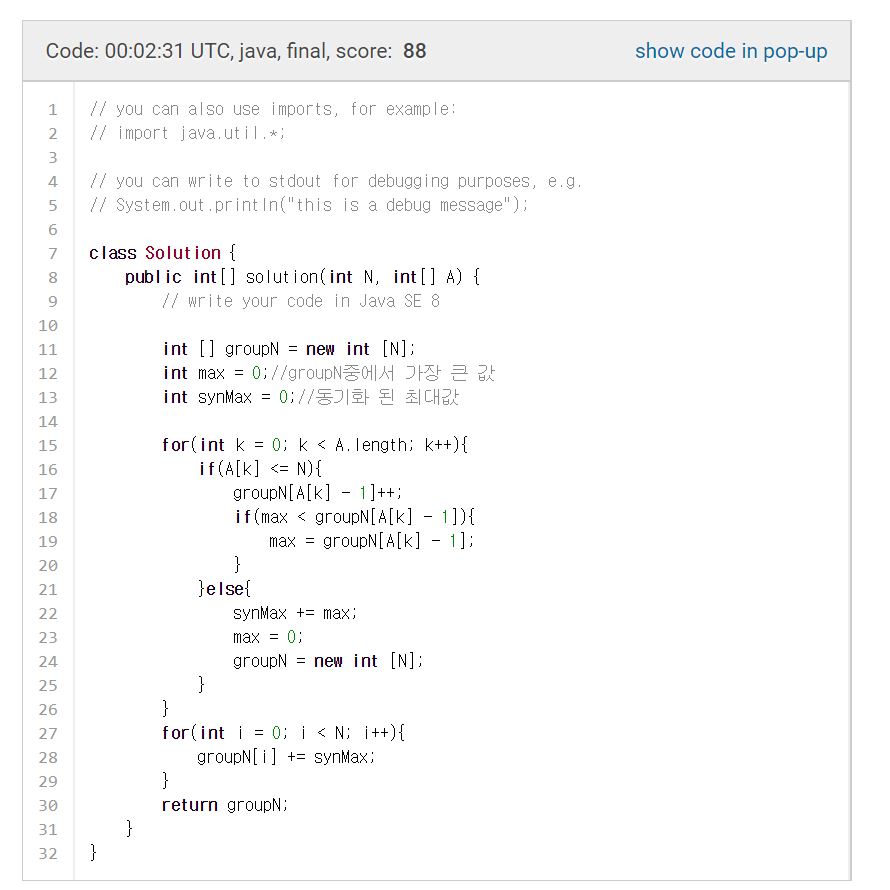 Code: 00:02:31 UTC, java, final, score: 88
show code in pop-up
1 // you can also use imports, for example:
2 // import java.util.*;
3
4 // you can write to stdout for debugging purposes, e.g.
5 // System.out.println("this is a debug message");
6
7 class Solution {
8 public int[] solution(int N, int[] A) {
9 // write your code in Java SE 8
10
11 int [] groupN = new int [N];
12 int max = 0;//groupN중에서 가장 큰 값
13 int synMax = 0;//동기화 된 최대값
14
15 for(int k = 0; k < A.length; k++){
16 if(A[k] <= N){
17 groupN[A[k] - 1]++;
18 if(max < groupN[A[k] - 1]){
19 max = groupN[A[k] - 1];
20 }
21 }else{
22 synMax += max;
23 max = 0;
24 groupN = new int [N];
25 }
26 }
27 for(int i = 0; i < N; i++){
28 groupN[i] += synMax;
29 }
30 return groupN;
31 }
32 }